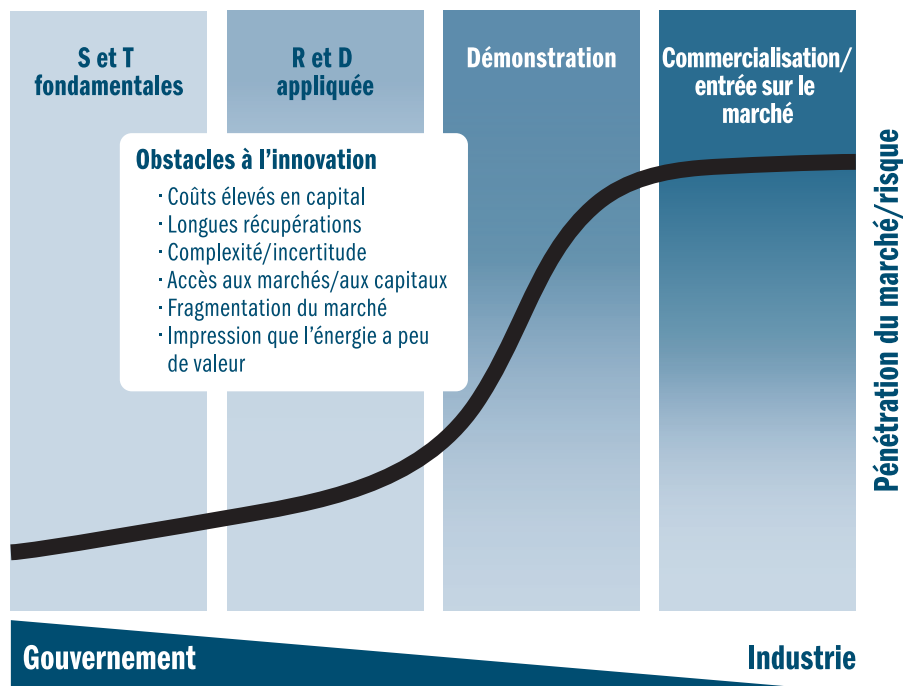 S et T
fondamentales
R et D
appliquée
Démonstration
Commercialisation/
entrée sur le
marché
Obstacles à l'innovation
· Coûts élevés en capital
· Longues récupérations
· Complexité/incertitude
· Accès aux marchés/aux capitaux
· Fragmentation du marché
· Impression que l'énergie a peu
de valeur
Pénétration du marché/risque
Gouvernement
Industrie